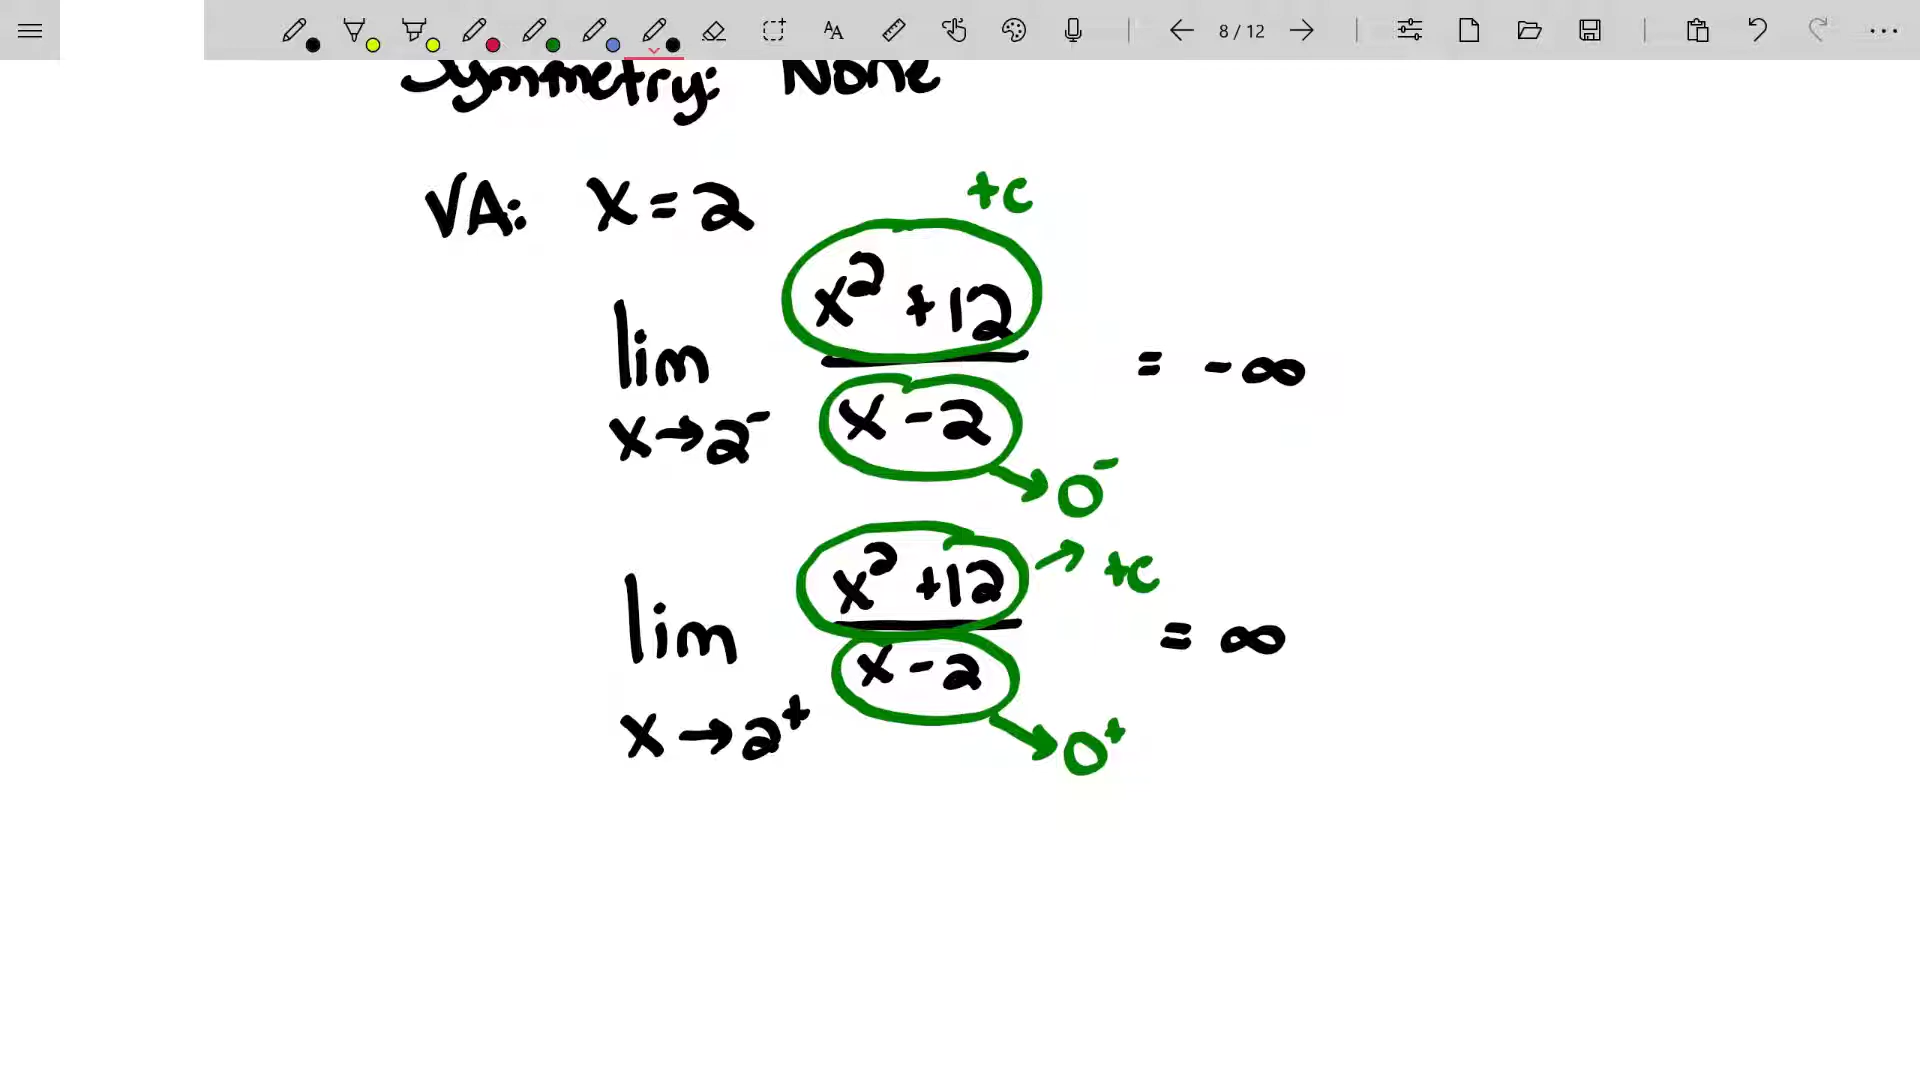 8 / 12
Symmetry: None
VA: x = 2
+c
lim x→2⁻ (x² + 12)/(x - 2) = -∞
→ 0⁻
lim x→2⁺ (x² + 12)/(x - 2) = ∞
→ +c
→ 0⁺